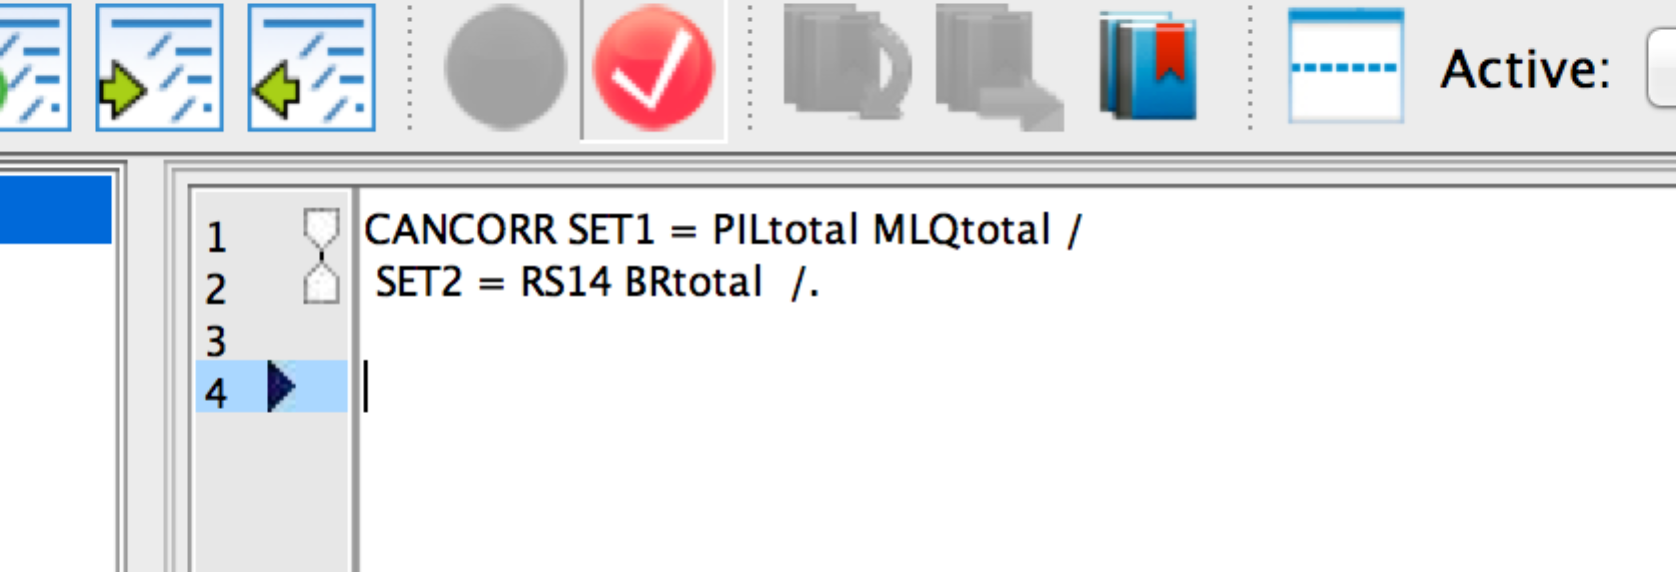 Active:
1 CANCORR SET1 = PILtotal MLQtotal /
2 SET2 = RS14 BRtotal /.
3
4